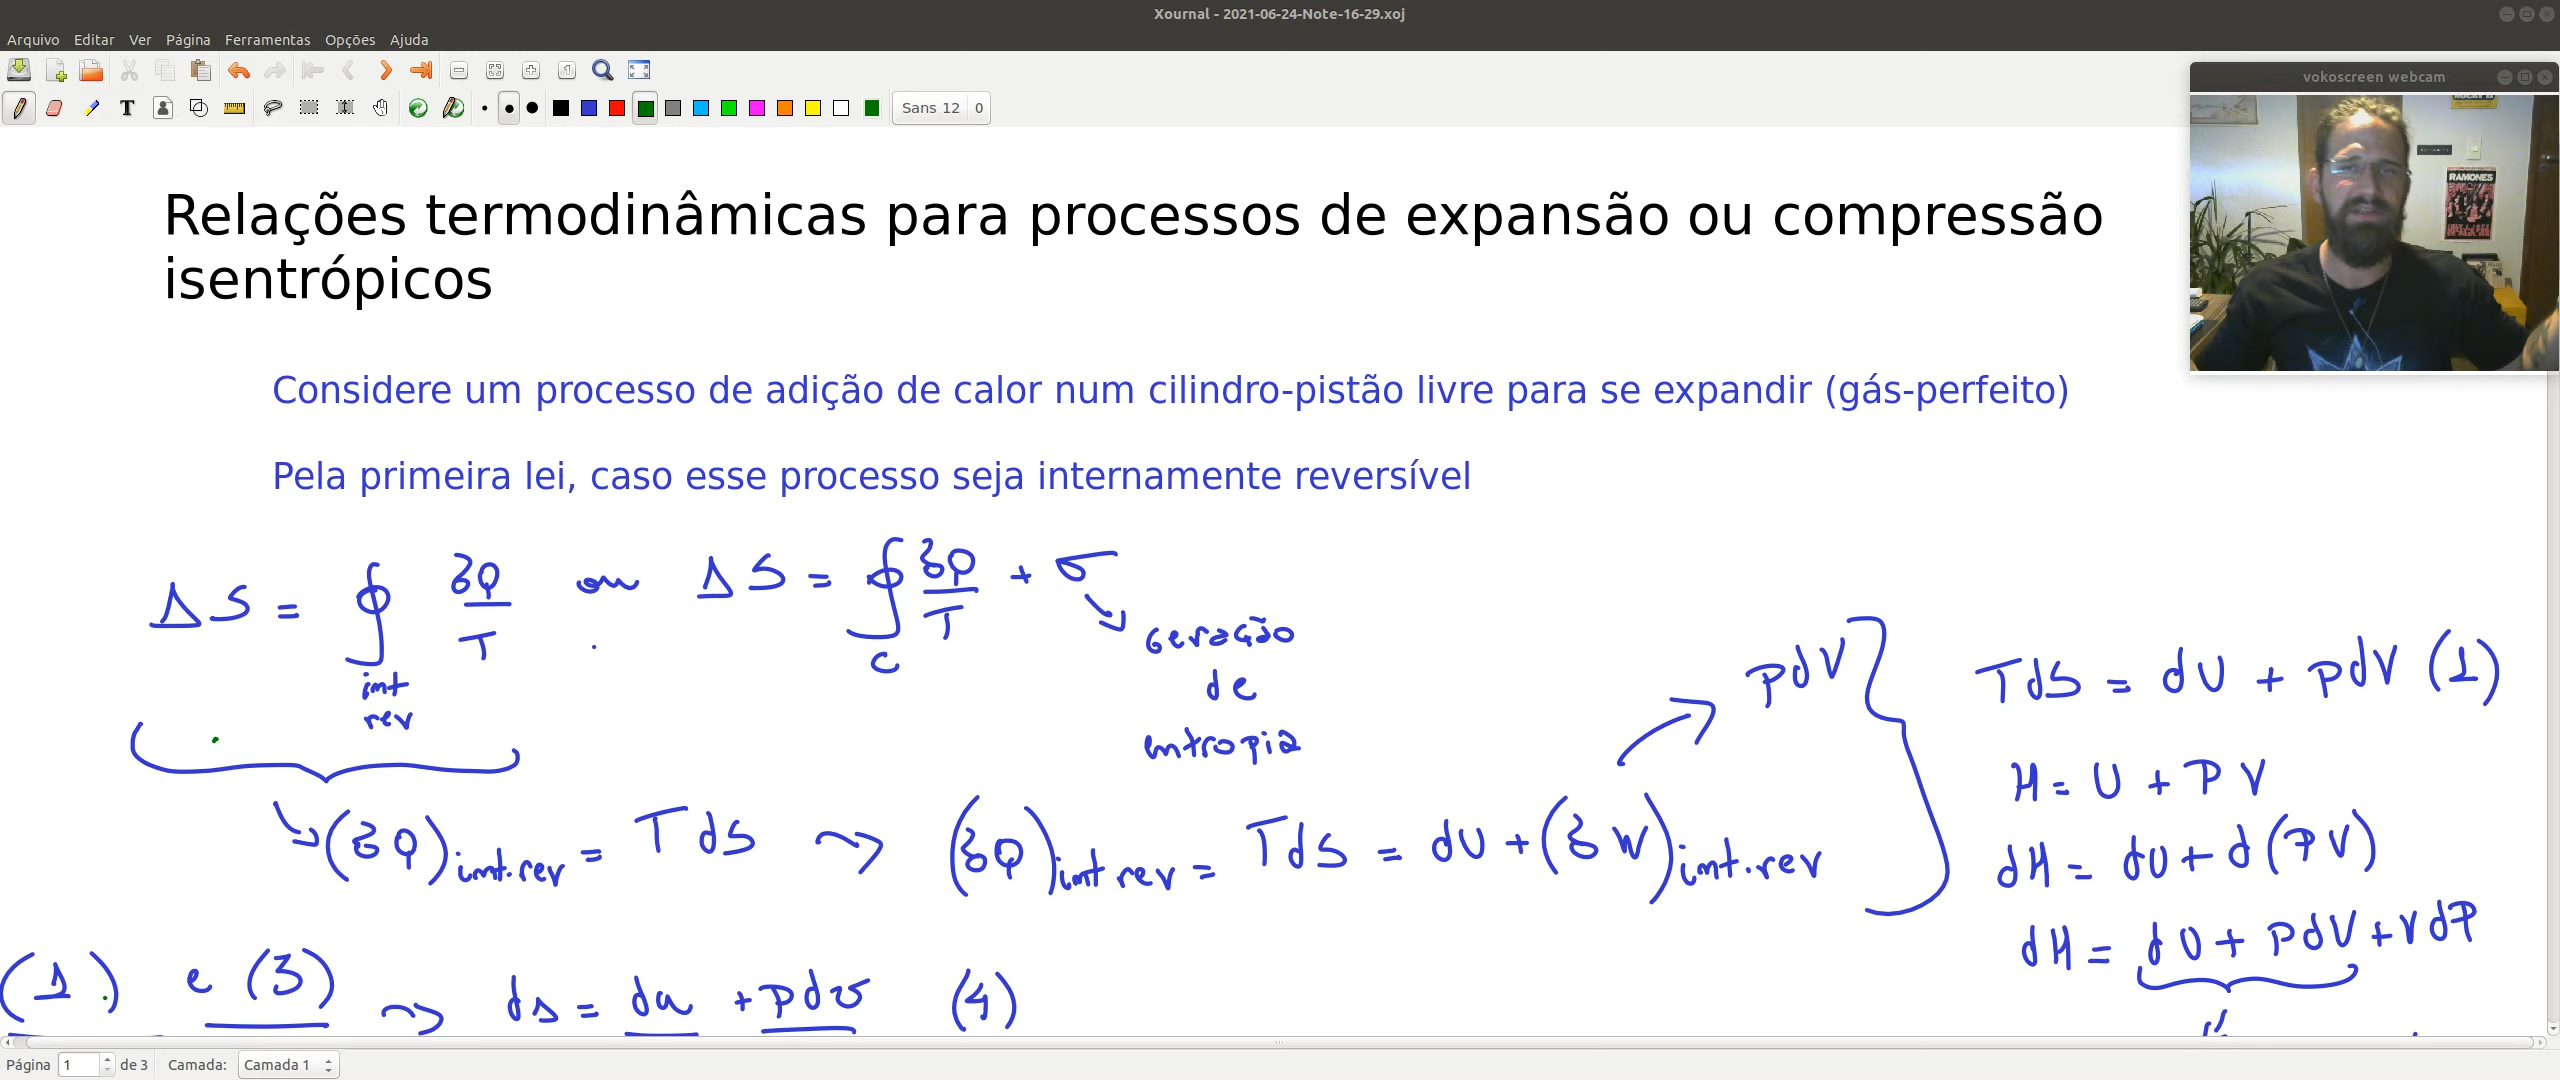 Xournal - 2021-06-24-Note-16-29.xoj
Arquivo Editar Ver Página Ferramentas Opções Ajuda
Sans 12 0
vokoscreen webcam
RAMONES
Relações termodinâmicas para processos de expansão ou compressão
isentrópicos
Considere um processo de adição de calor num cilindro-pistão livre para se expandir (gás-perfeito)
Pela primeira lei, caso esse processo seja internamente reversível
ΔS = ∮ int rev δQ/T ou ΔS = ∮ C δQ/T + σ
Geração
de
entropia
pdV
(δQ)int.rev = TdS ⇝ (δQ)int rev = TdS = dU + (δW)int.rev
TdS = dU + pdV (1)
H = U + PV
dH = dU + d(PV)
dH = dU + PdV + VdP
(1) e (3) ⇝ ds = du + pdv (4)
Página 1 de 3 Camada: Camada 1